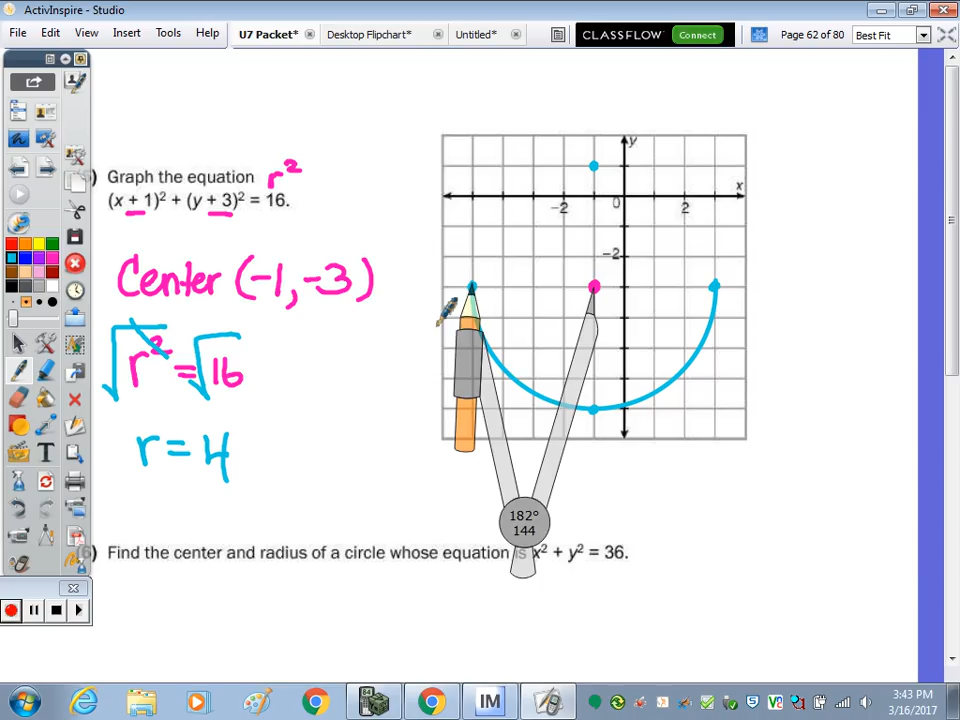 ActivInspire - Studio
File Edit View Insert Tools Help
U7 Packet* Desktop Flipchart* Untitled*
CLASSFLOW Connect
Page 62 of 80 Best Fit
) Graph the equation
r²
(x + 1)² + (y + 3)² = 16.
Center (-1, -3)
√r² = √16
r = 4
y
x
-2 0 2
-2
182°
144
6) Find the center and radius of a circle whose equation is x² + y² = 36.
84
IM
3:43 PM
3/16/2017